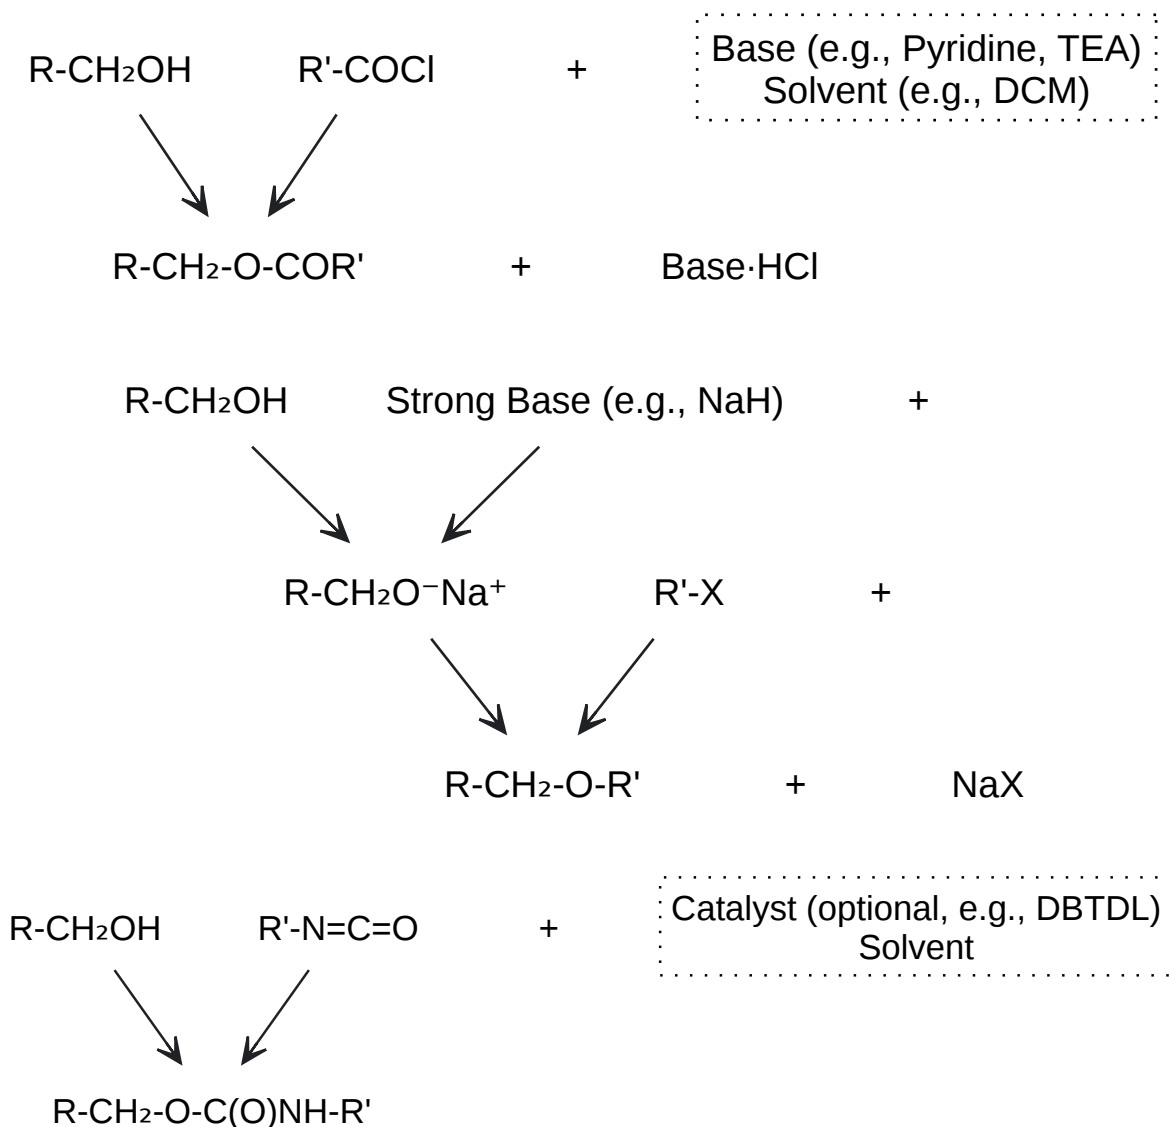 R-CH₂OH R'-COCl + Base (e.g., Pyridine, TEA)
Solvent (e.g., DCM)
R-CH₂-O-COR' + Base·HCl
R-CH₂OH Strong Base (e.g., NaH) +
R-CH₂O⁻Na⁺ R'-X +
R-CH₂-O-R' + NaX
R-CH₂OH R'-N=C=O + Catalyst (optional, e.g., DBTDL)
Solvent
R-CH₂-O-C(O)NH-R'